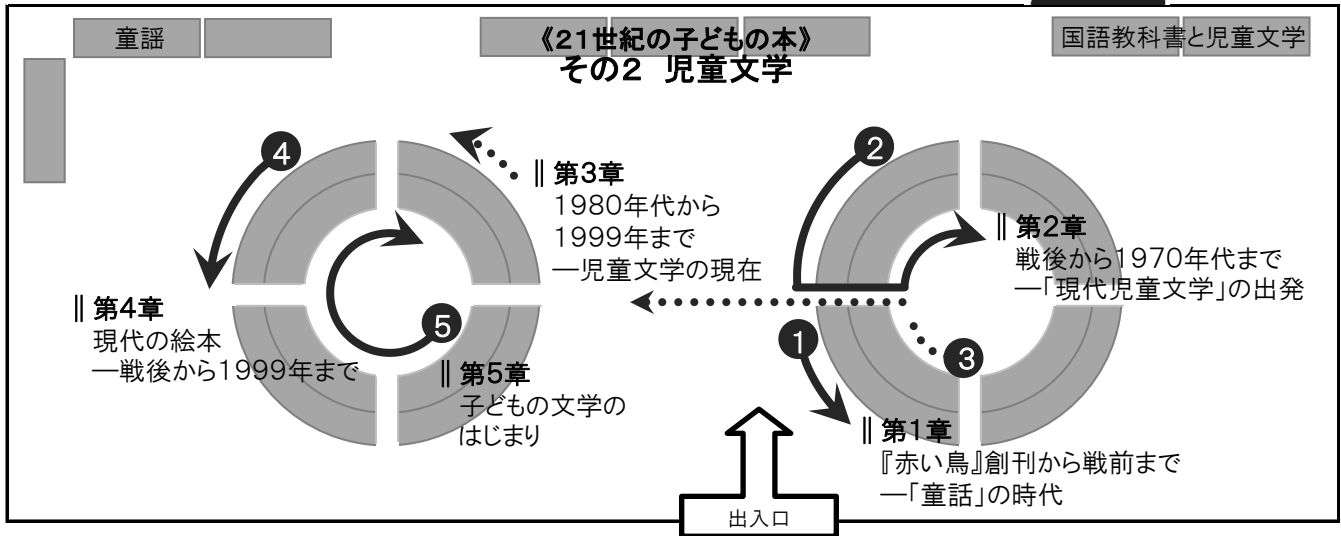 童謡
《21世紀の子どもの本》
その2 児童文学
国語教科書と児童文学
4
2
‖第3章
1980年代から
1999年まで
―児童文学の現在
‖第2章
戦後から1970年代まで
―「現代児童文学」の出発
‖第4章
現代の絵本
―戦後から1999年まで
5
1
3
‖第5章
子どもの文学の
はじまり
‖第1章
『赤い鳥』創刊から戦前まで
―「童話」の時代
出入口